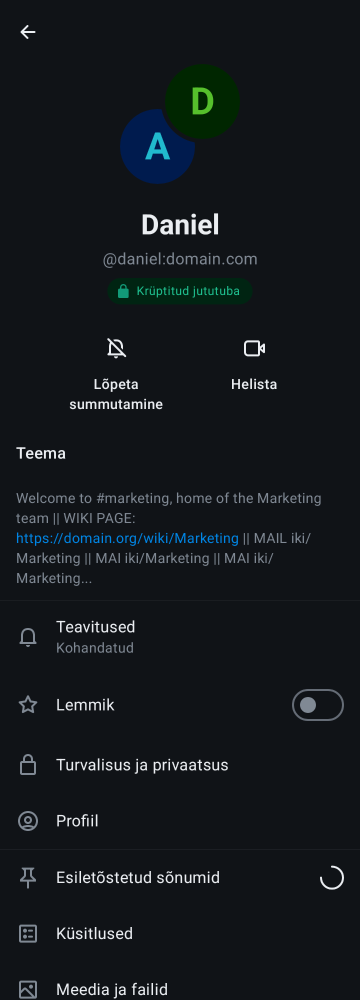 D
A
Daniel
@daniel:domain.com
Krüptitud jututuba
Lõpeta
summutamine
Helista
Teema
Welcome to #marketing, home of the Marketing
team || WIKI PAGE:
https://domain.org/wiki/Marketing || MAIL iki/
Marketing || MAI iki/Marketing || MAI iki/
Marketing...
Teavitused
Kohandatud
Lemmik
Turvalisus ja privaatsus
Profiil
Esiletõstetud sõnumid
Küsitlused
Meedia ja failid